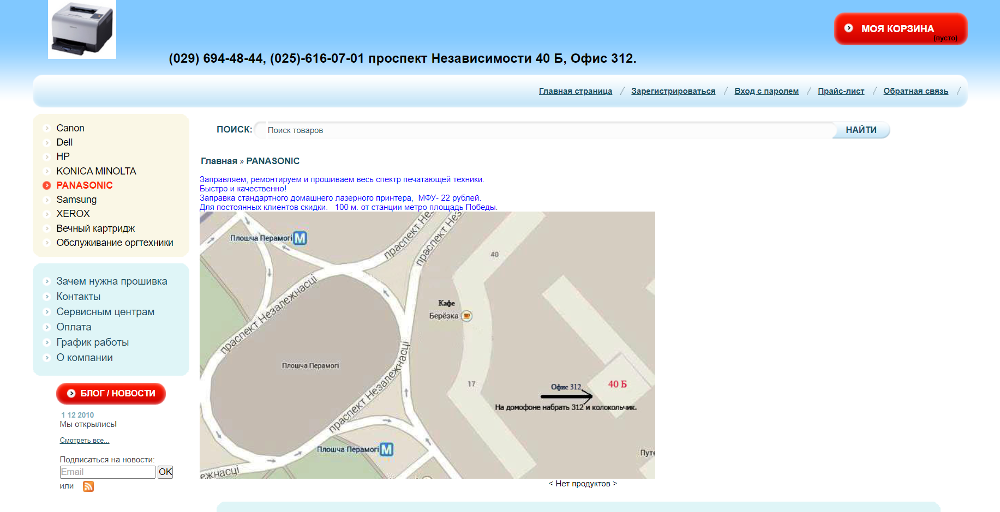 МОЯ КОРЗИНА
(пусто)
(029) 694-48-44, (025)-616-07-01 проспект Независимости 40 Б, Офис 312.
Главная страница / Зарегистрироваться / Вход с паролем / Прайс-лист / Обратная связь /
Canon
Dell
HP
KONICA MINOLTA
PANASONIC
Samsung
XEROX
Вечный картридж
Обслуживание оргтехники
Зачем нужна прошивка
Контакты
Сервисным центрам
Оплата
График работы
О компании
БЛОГ / НОВОСТИ
1 12 2010
Мы открылись!
Смотреть все...
Подписаться на новости:
Email
OK
или
ПОИСК:
Поиск товаров
НАЙТИ
Главная » PANASONIC
Заправляем, ремонтируем и прошиваем весь спектр печатающей техники.
Быстро и качественно!
Заправка стандартного домашнего лазерного принтера,  МФУ- 22 рублей.
Для постоянных клиентов скидки.   100 м. от станции метро площадь Победы.
Плошча Перамогі M
праспект Нез
праспект Нез
40
праспект Незалежнасці
Кафе
Берёзка
Плошча Перамогі
праспект Незалежнасці
17
Офис 312
40 Б
На домофоне набрать 312 и колокольчик.
Плошча Перамогі M
Путе
ежнасці
< Нет продуктов >